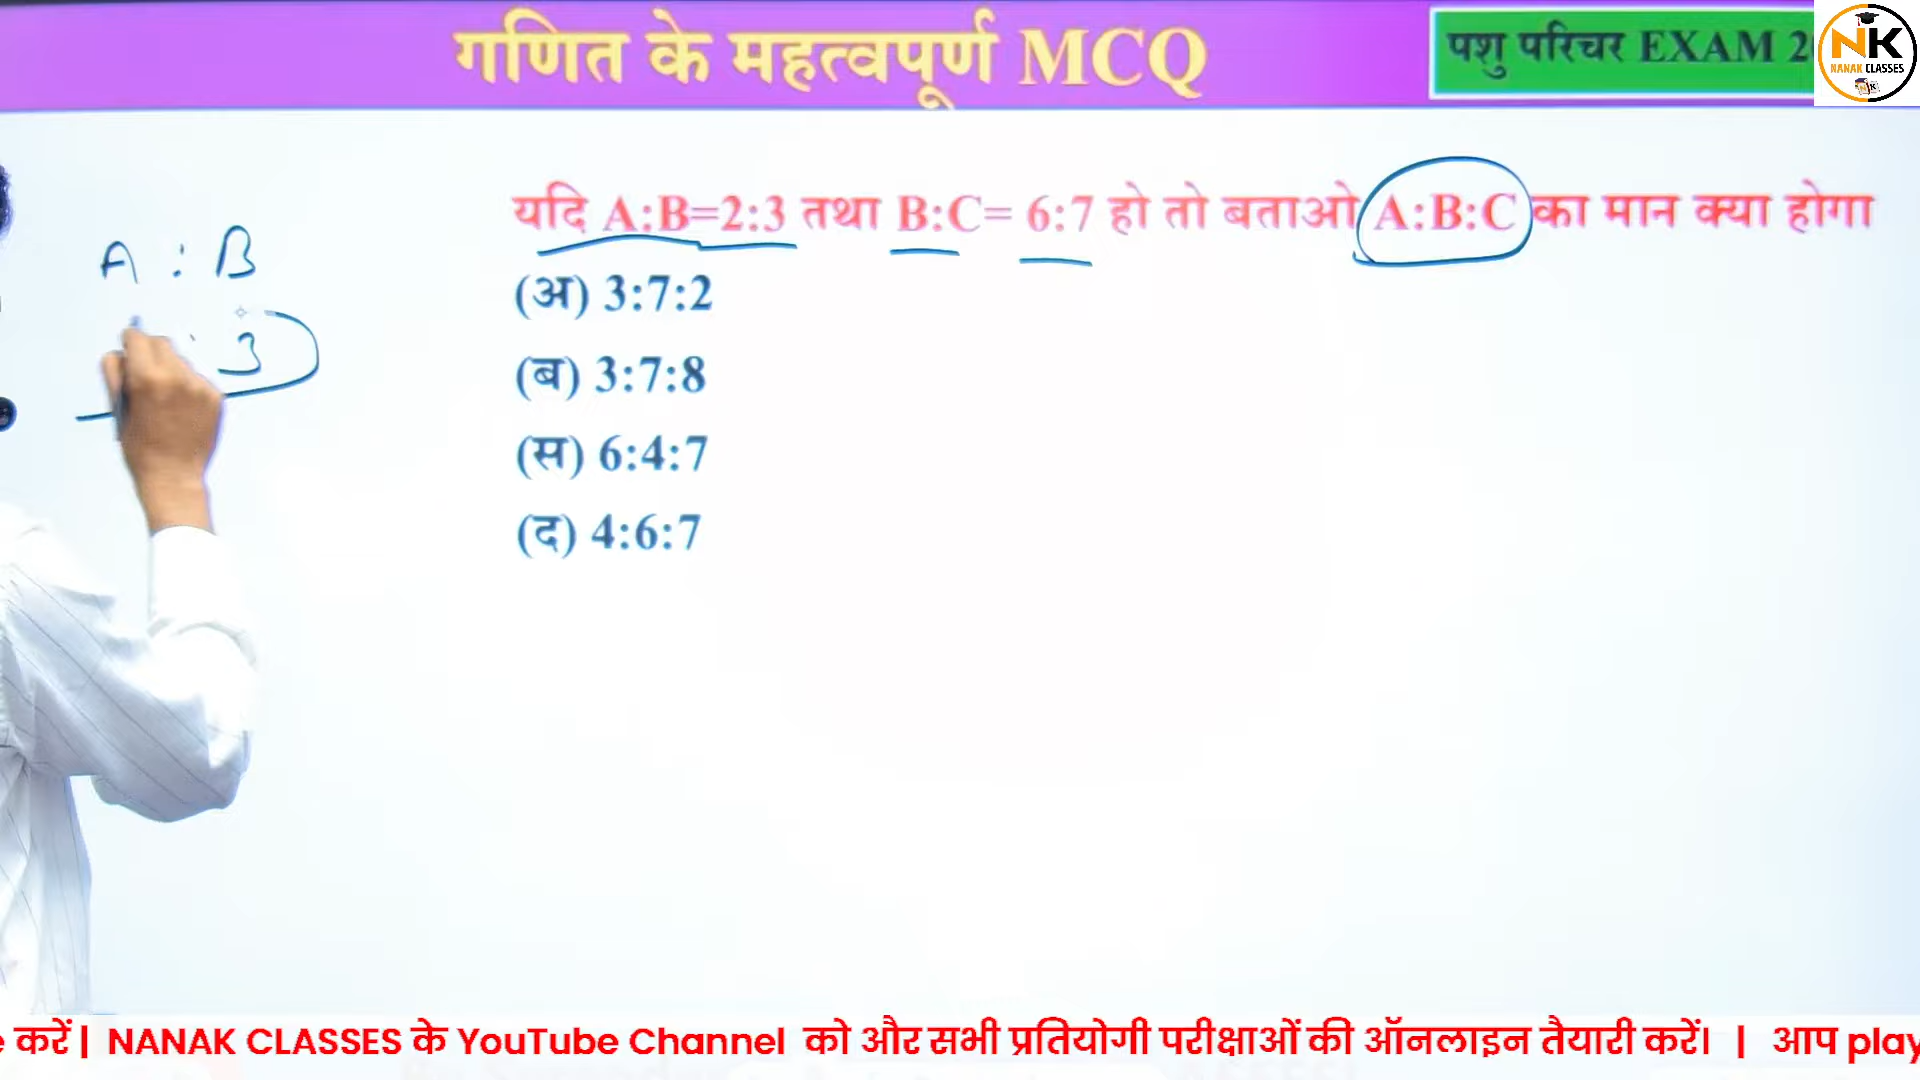 गणित के महत्वपूर्ण MCQ
पशु परिचर EXAM 2
NK
NANAK CLASSES
यदि A:B=2:3 तथा B:C= 6:7 हो तो बताओ A:B:C का मान क्या होगा
(अ) 3:7:2
(ब) 3:7:8
(स) 6:4:7
(द) 4:6:7
A : B
: 3
करें | NANAK CLASSES के YouTube Channel को और सभी प्रतियोगी परीक्षाओं की ऑनलाइन तैयारी करें। | आप play